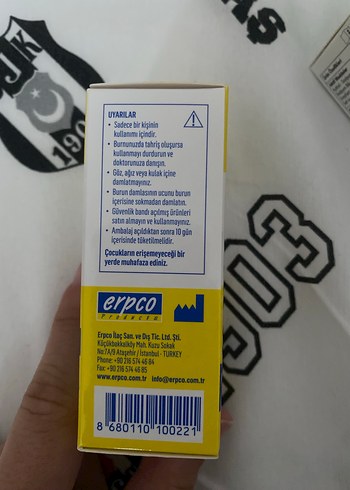 JK
190
AŞ
1903
UYARILAR
• Sadece bir kişinin
kullanımı içindir.
• Burnunuzda tahriş oluşursa
kullanmayı durdurun ve
doktorunuza danışın.
• Göz, ağız veya kulak içine
damlatmayınız.
• Burun damlasının ucunu burun
içerisine sokmadan damlatın.
• Güvenlik bandı açılmış ürünleri
satın almayın ve kullanmayınız.
• Ambalaj açıldıktan sonra 10 gün
içerisinde tüketilmelidir.
Çocukların erişemeyeceği bir
yerde muhafaza ediniz.
erpco
Products
Erpco İlaç San. ve Dış Tic. Ltd. Şti.
Küçükbakkalköy Mah. Kuzu Sokak
No:7A/9 Ataşehir / İstanbul - TURKEY
Phone: +90 216 574 46 84
Fax: +90 216 574 46 85
www.erpco.com.tr info@erpco.com.tr
8 680110 100221